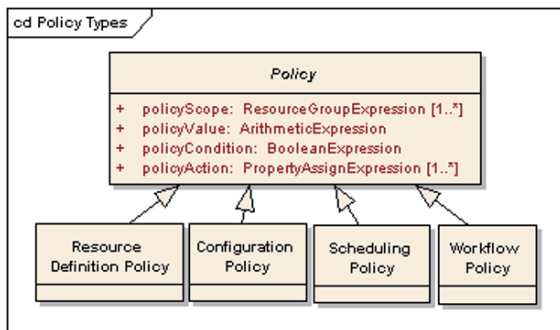 cd Policy Types
Policy
+ policyScope: ResourceGroupExpression [1..*]
+ policyValue: ArithmeticExpression
+ policyCondition: BooleanExpression
+ policyAction: PropertyAssignExpression [1..*]
Resource
Definition Policy
Configuration
Policy
Scheduling
Policy
Workflow
Policy